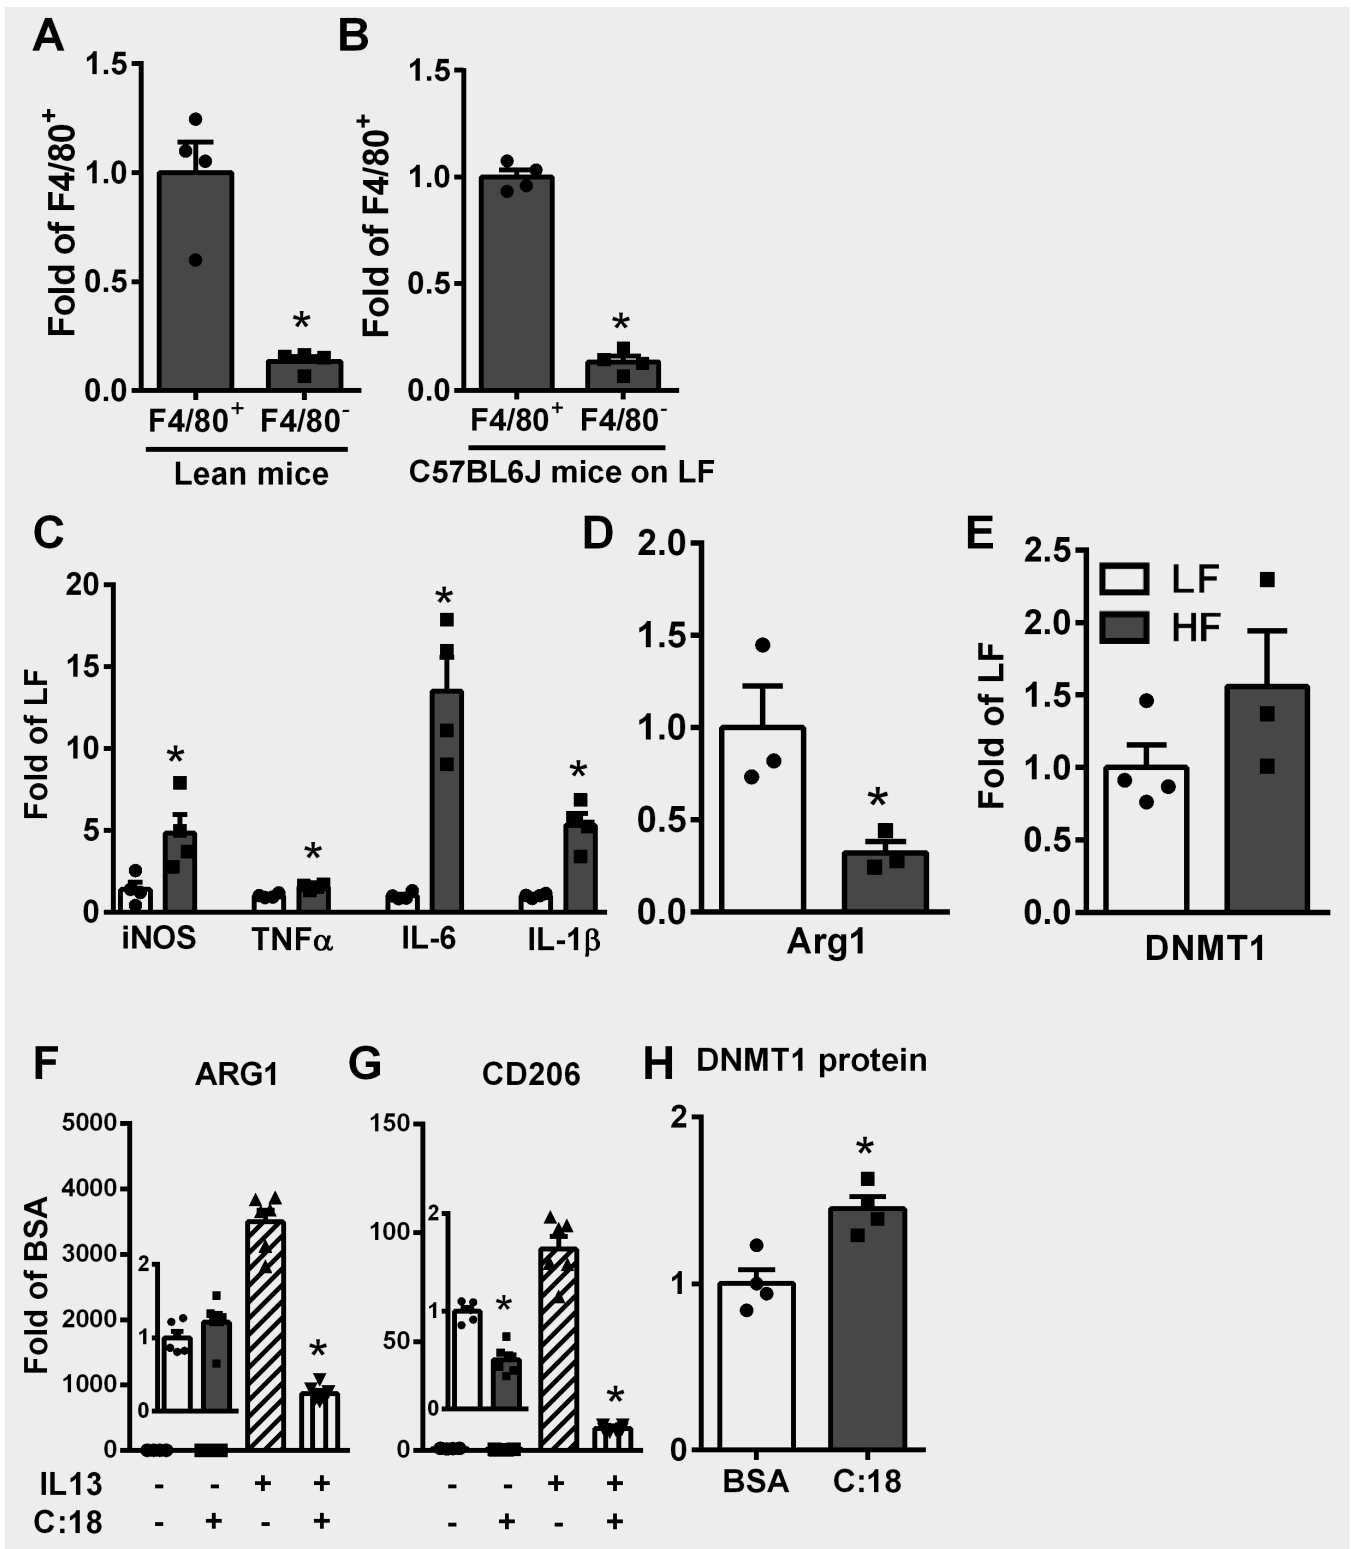 A
Fold of F4/80+
1.5
1.0
0.5
0.0
*
F4/80+ F4/80-
Lean mice
B
Fold of F4/80+
1.5
1.0
0.5
0.0
*
F4/80+ F4/80-
C57BL6J mice on LF
C
Fold of LF
20
15
10
5
0
* * * *
iNOS TNFα IL-6 IL-1β
D
2.0
1.5
1.0
0.5
0.0
*
Arg1
E
Fold of LF
2.5
2.0
1.5
1.0
0.5
0.0
LF
HF
DNMT1
F
ARG1
Fold of BSA
5000
4000
3000
2000
1000
0
2
1
0
*
IL13 - - + +
C:18 - + - +
G
CD206
150
100
50
0
2
1
0
*
*
- - + +
- + - +
H
DNMT1 protein
2
1
0
*
BSA C:18